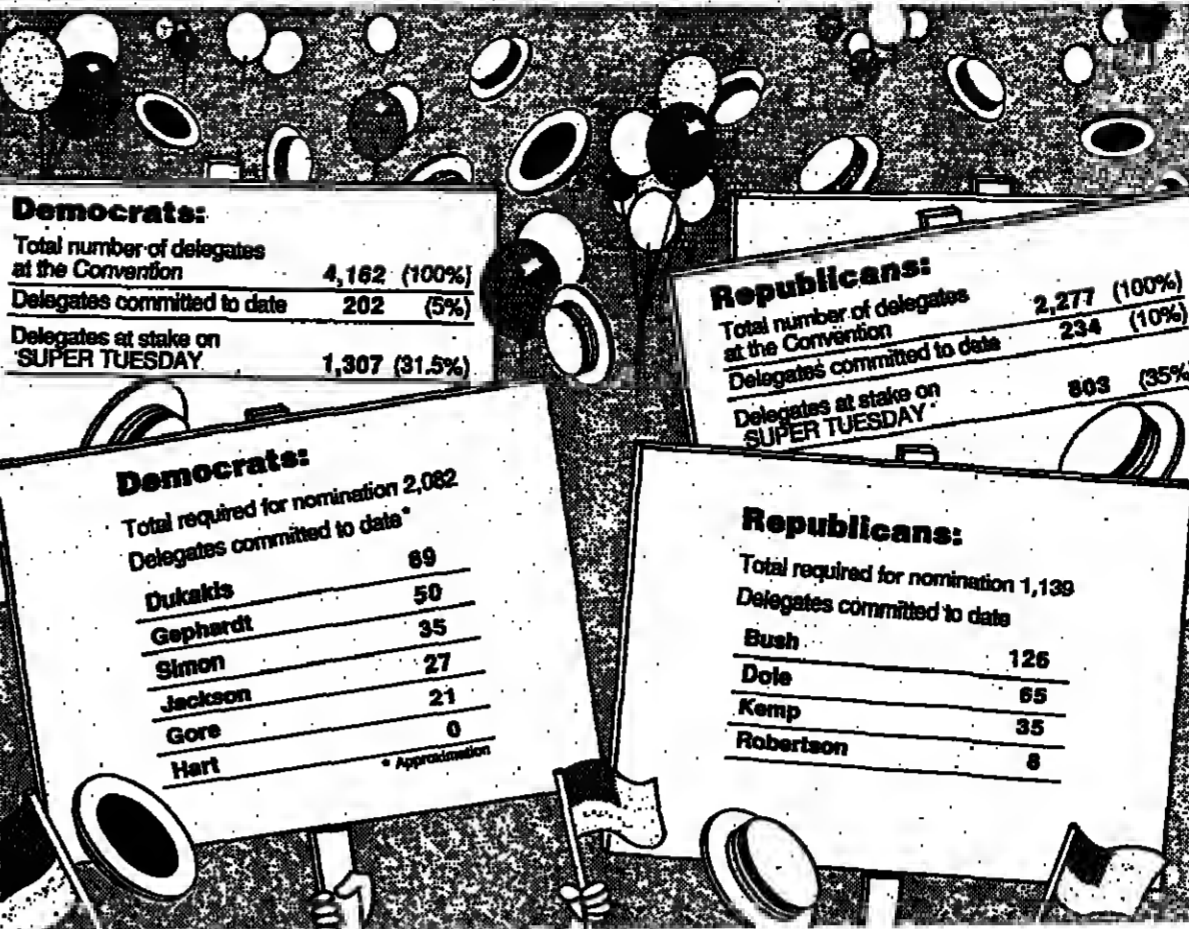 Democrats:
Total number of delegates
at the Convention 4,162 (100%)
Delegates committed to date 202 (5%)
Delegates at stake on
SUPER TUESDAY 1,307 (31.5%)
Republicans:
Total number of delegates
at the Convention 2,277 (100%)
Delegates committed to date 234 (10%)
Delegates at stake on
SUPER TUESDAY 803 (35%
Democrats:
Total required for nomination 2,082
Delegates committed to date*
Dukakis 69
Gephardt 50
Simon 35
Jackson 27
Gore 21
Hart 0
* Approximation
Republicans:
Total required for nomination 1,139
Delegates committed to date
Bush 126
Dole 65
Kemp 35
Robertson 8